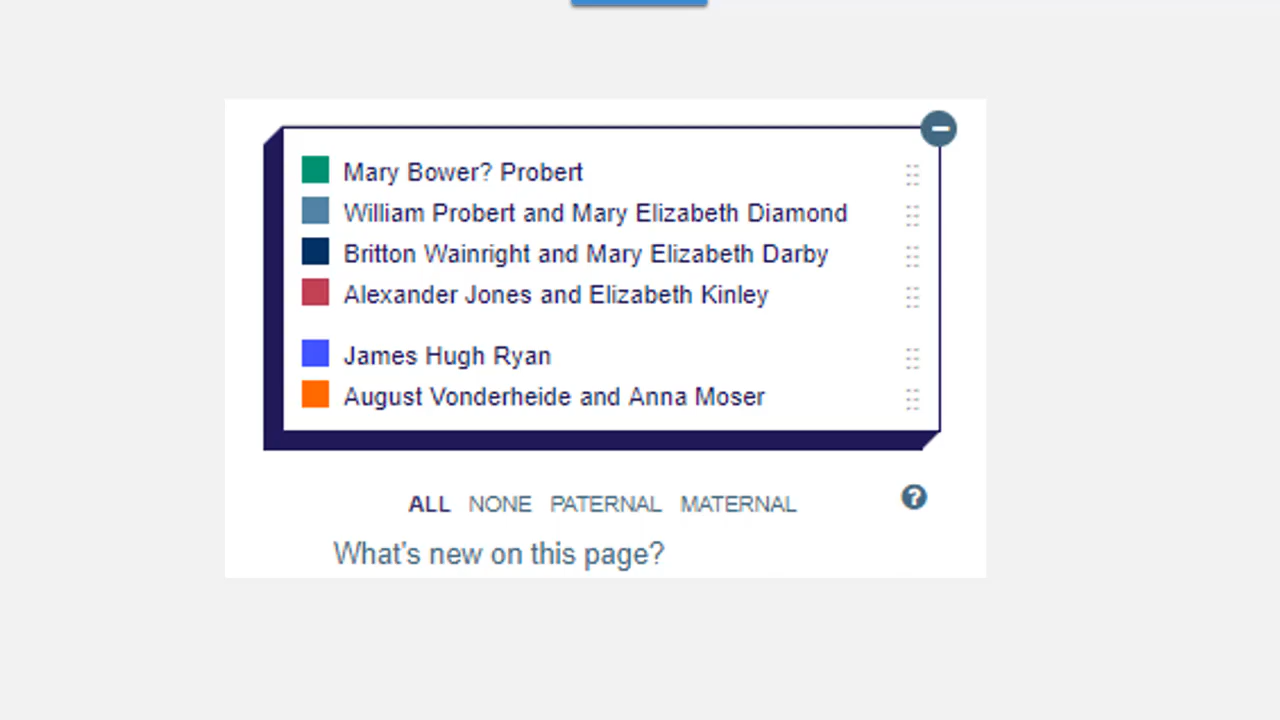 Mary Bower? Probert
William Probert and Mary Elizabeth Diamond
Britton Wainright and Mary Elizabeth Darby
Alexander Jones and Elizabeth Kinley
James Hugh Ryan
August Vonderheide and Anna Moser
ALL NONE PATERNAL MATERNAL ?
What's new on this page?